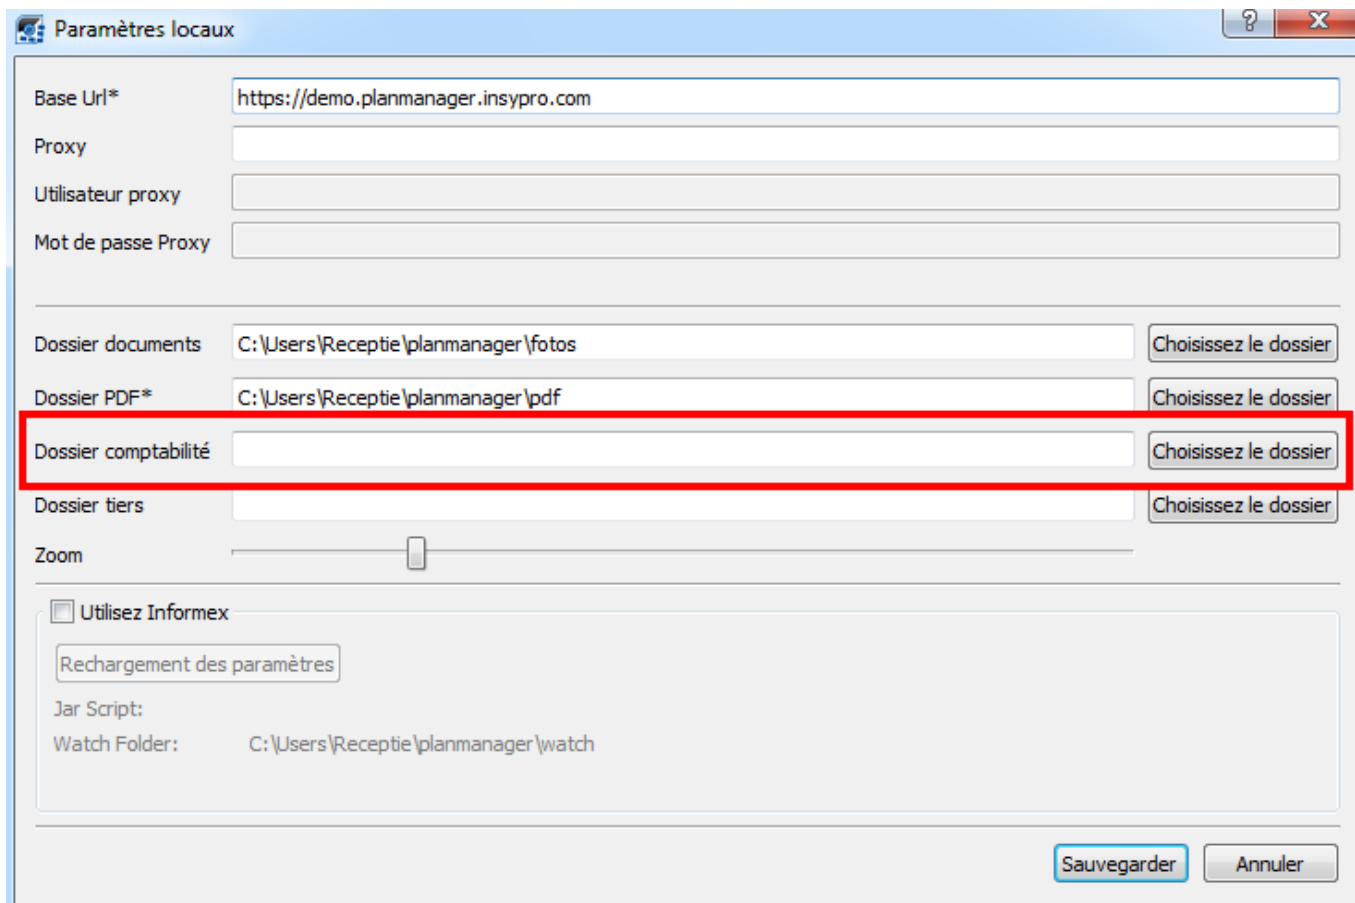 Paramètres locaux
Base Url* https://demo.planmanager.insypro.com
Proxy
Utilisateur proxy
Mot de passe Proxy
Dossier documents C:\Users\Receptie\planmanager\fotos Choisissez le dossier
Dossier PDF* C:\Users\Receptie\planmanager\pdf Choisissez le dossier
Dossier comptabilité Choisissez le dossier
Dossier tiers Choisissez le dossier
Zoom
Utilisez Informex
Rechargement des paramètres
Jar Script:
Watch Folder: C:\Users\Receptie\planmanager\watch
Sauvegarder Annuler